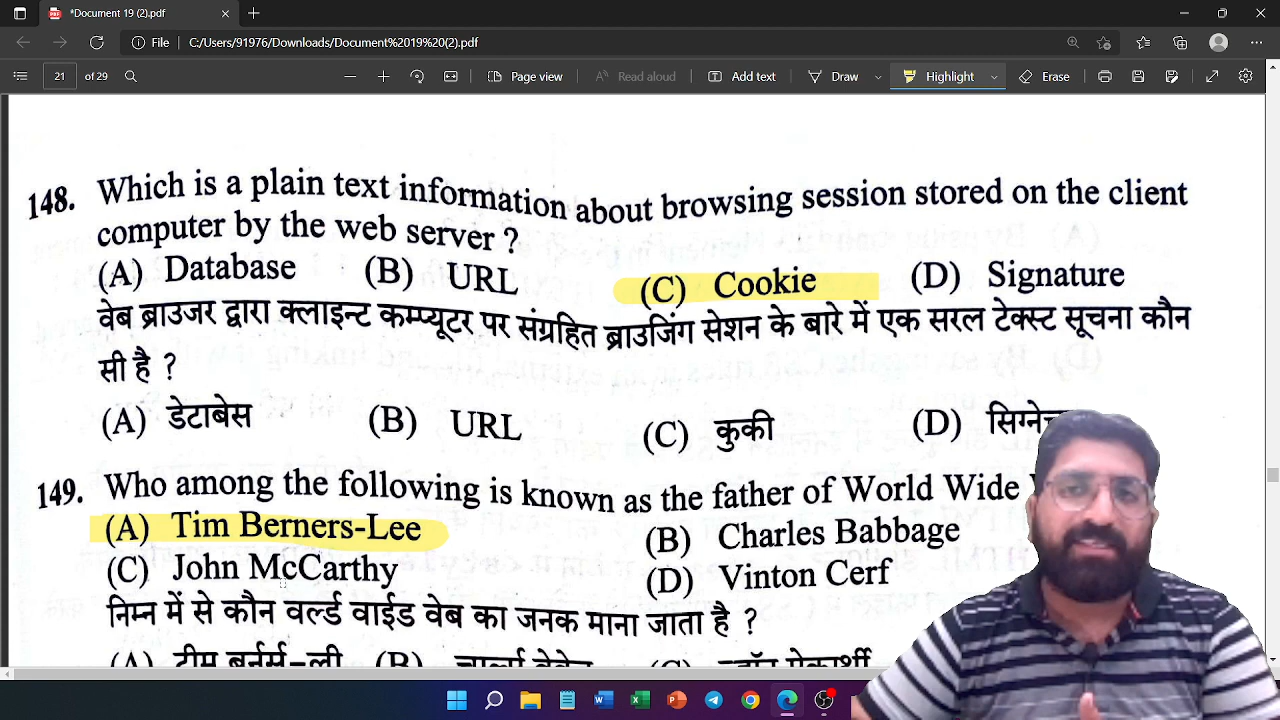 *Document 19 (2).pdf
File C:/Users/91976/Downloads/Document%2019%20(2).pdf
21 of 29 Page view Read aloud Add text Draw Highlight Erase
148. Which is a plain text information about browsing session stored on the client
computer by the web server ?
(A) Database (B) URL (C) Cookie (D) Signature
वेब ब्राउजर द्वारा क्लाइन्ट कम्प्यूटर पर संग्रहित ब्राउजिंग सेशन के बारे में एक सरल टेक्स्ट सूचना कौन
सी है ?
(A) डेटाबेस (B) URL (C) कुकी (D)
149. Who among the following is known as the father of World Wide
(A) Tim Berners-Lee (B) Charles Babbage
(C) John McCarthy (D) Vinton Cerf
निम्न में से कौन वर्ल्ड वाईड वेब का जनक माना जाता है ?
(A) टीम बर्नर्स-ली (B) (C)